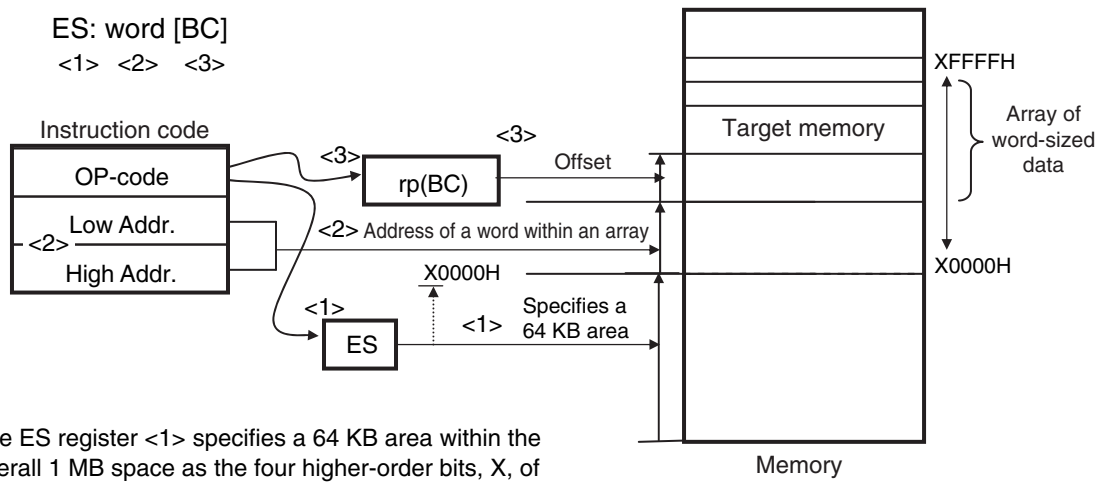 ES: word [BC]
<1> <2> <3>
Instruction code
OP-code
Low Addr.
<2>
High Addr.
<3>
rp(BC)
<3>
Offset
<2> Address of a word within an array
X0000H
<1>
ES
<1>
Specifies a
64 KB area
Target memory
XFFFFH
Array of
word-sized
data
X0000H
Memory
e ES register <1> specifies a 64 KB area within the
erall 1 MB space as the four higher-order bits, X, of